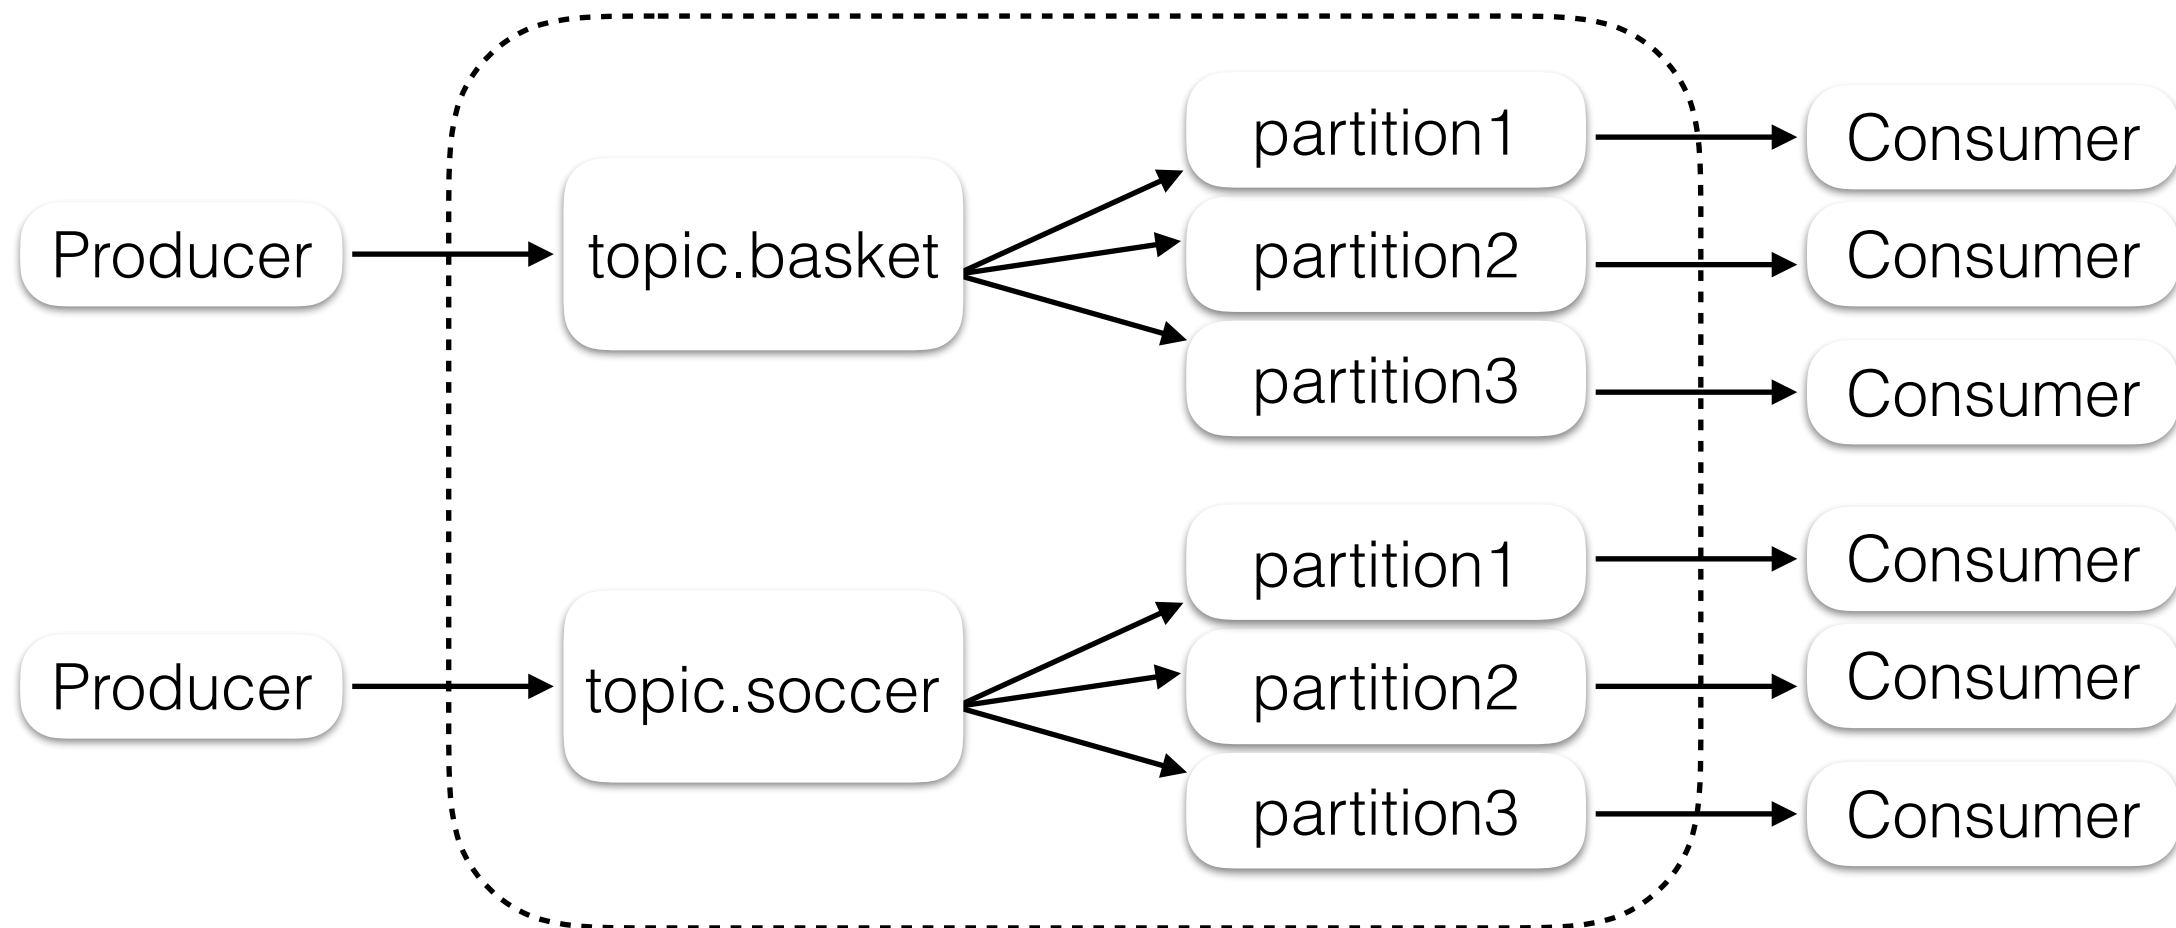 Producer
topic.basket
partition1
partition2
partition3
Consumer
Consumer
Consumer
Producer
topic.soccer
partition1
partition2
partition3
Consumer
Consumer
Consumer